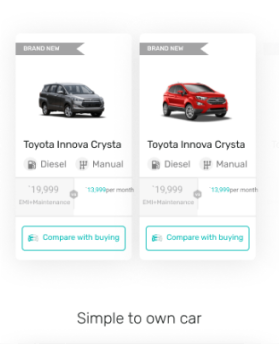 BRAND NEW
BRAND NEW
Toyota Innova Crysta
Toyota Innova Crysta
Diesel Manual
Diesel Manual
19,999 13,999per month
19,999 13,999per month
EMI+Maintenance
EMI+Maintenance
Compare with buying
Compare with buying
Simple to own car